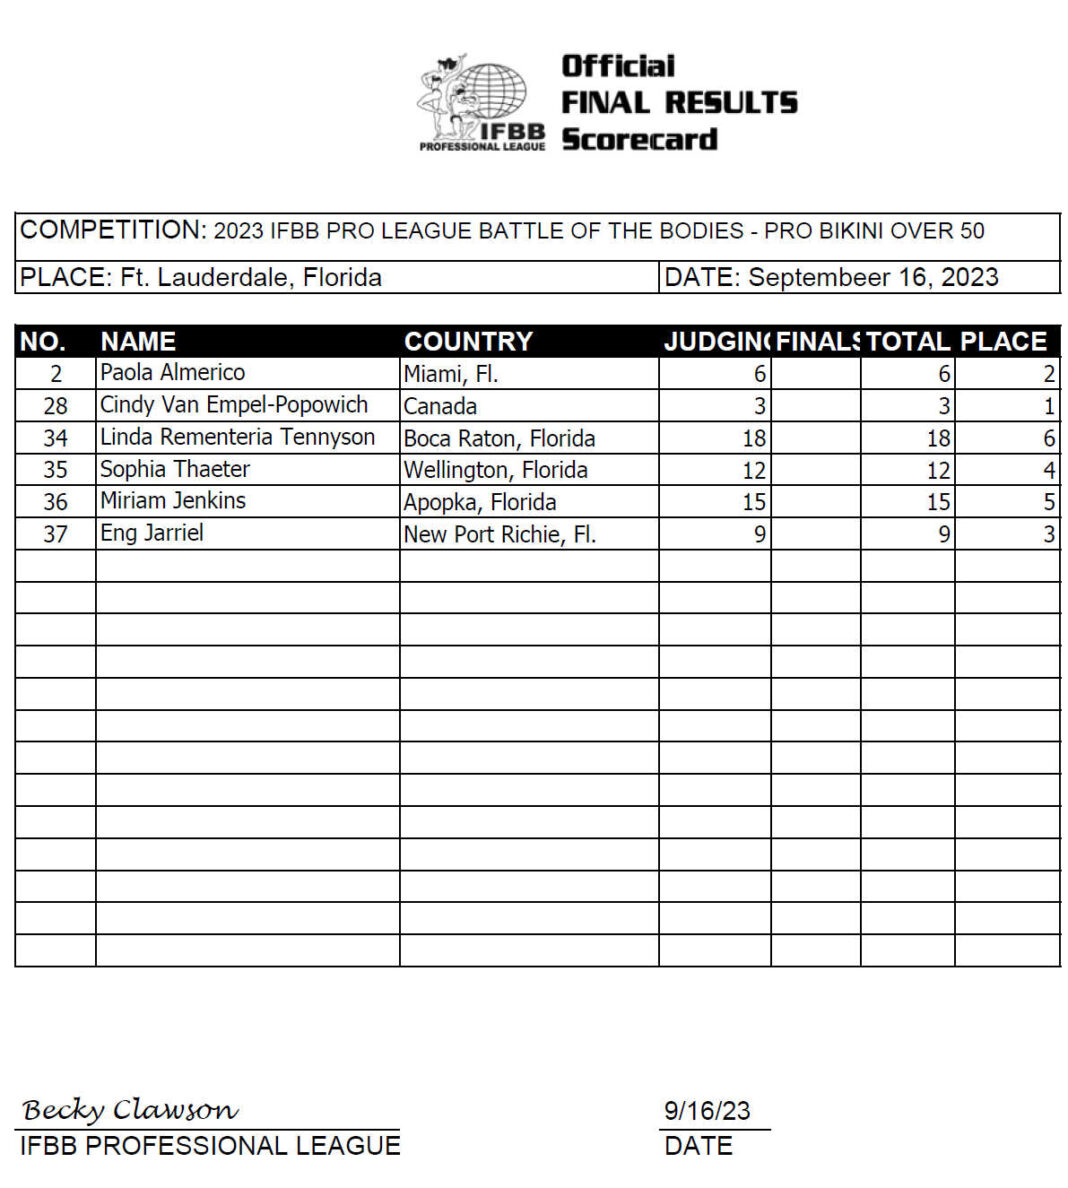 Official
FINAL RESULTS
Scorecard
IFBB
PROFESSIONAL LEAGUE
COMPETITION: 2023 IFBB PRO LEAGUE BATTLE OF THE BODIES - PRO BIKINI OVER 50
PLACE: Ft. Lauderdale, Florida DATE: Septembeer 16, 2023
NO. NAME COUNTRY JUDGING FINALS TOTAL PLACE
2 Paola Almerico Miami, Fl. 6 6 2
28 Cindy Van Empel-Popowich Canada 3 3 1
34 Linda Rementeria Tennyson Boca Raton, Florida 18 18 6
35 Sophia Thaeter Wellington, Florida 12 12 4
36 Miriam Jenkins Apopka, Florida 15 15 5
37 Eng Jarriel New Port Richie, Fl. 9 9 3
Becky Clawson 9/16/23
IFBB PROFESSIONAL LEAGUE DATE